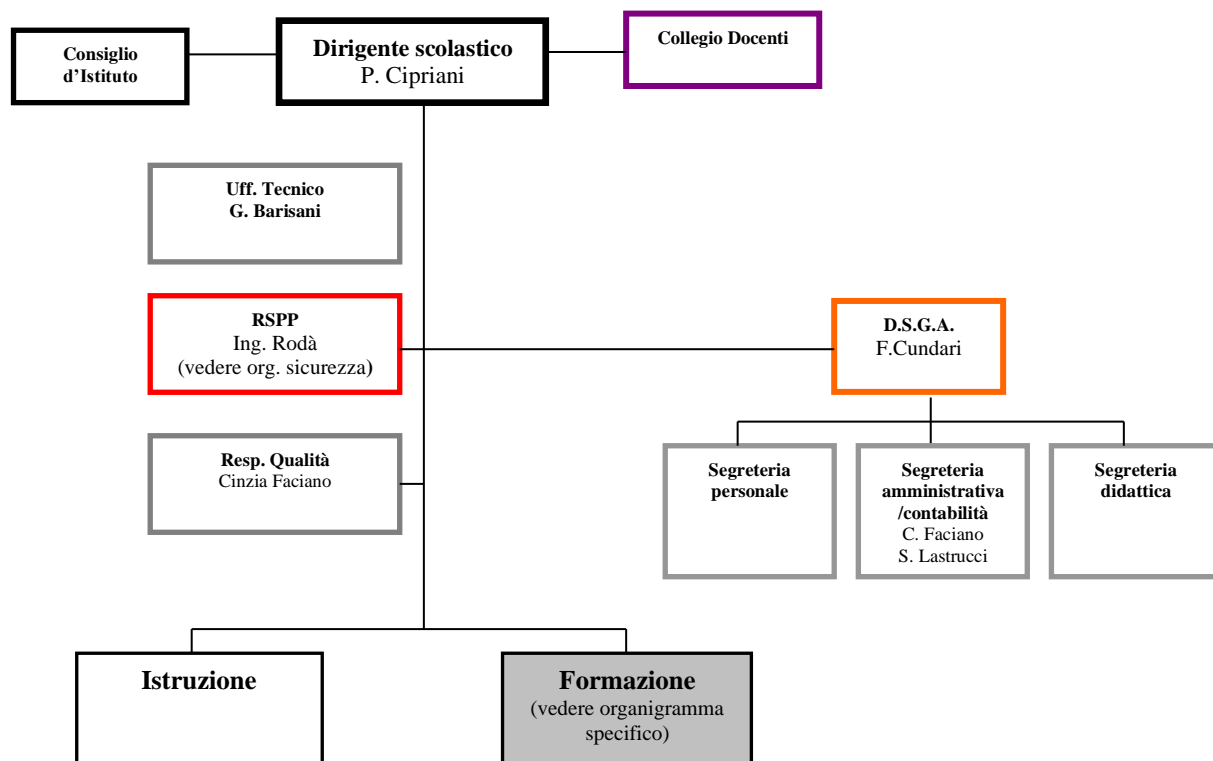 Consiglio
d'Istituto
Dirigente scolastico
P. Cipriani
Collegio Docenti
Uff. Tecnico
G. Barisani
RSPP
Ing. Rodà
(vedere org. sicurezza)
D.S.G.A.
F.Cundari
Resp. Qualità
Cinzia Faciano
Segreteria
personale
Segreteria
amministrativa
/contabilità
C. Faciano
S. Lastrucci
Segreteria
didattica
Istruzione
Formazione
(vedere organigramma
specifico)